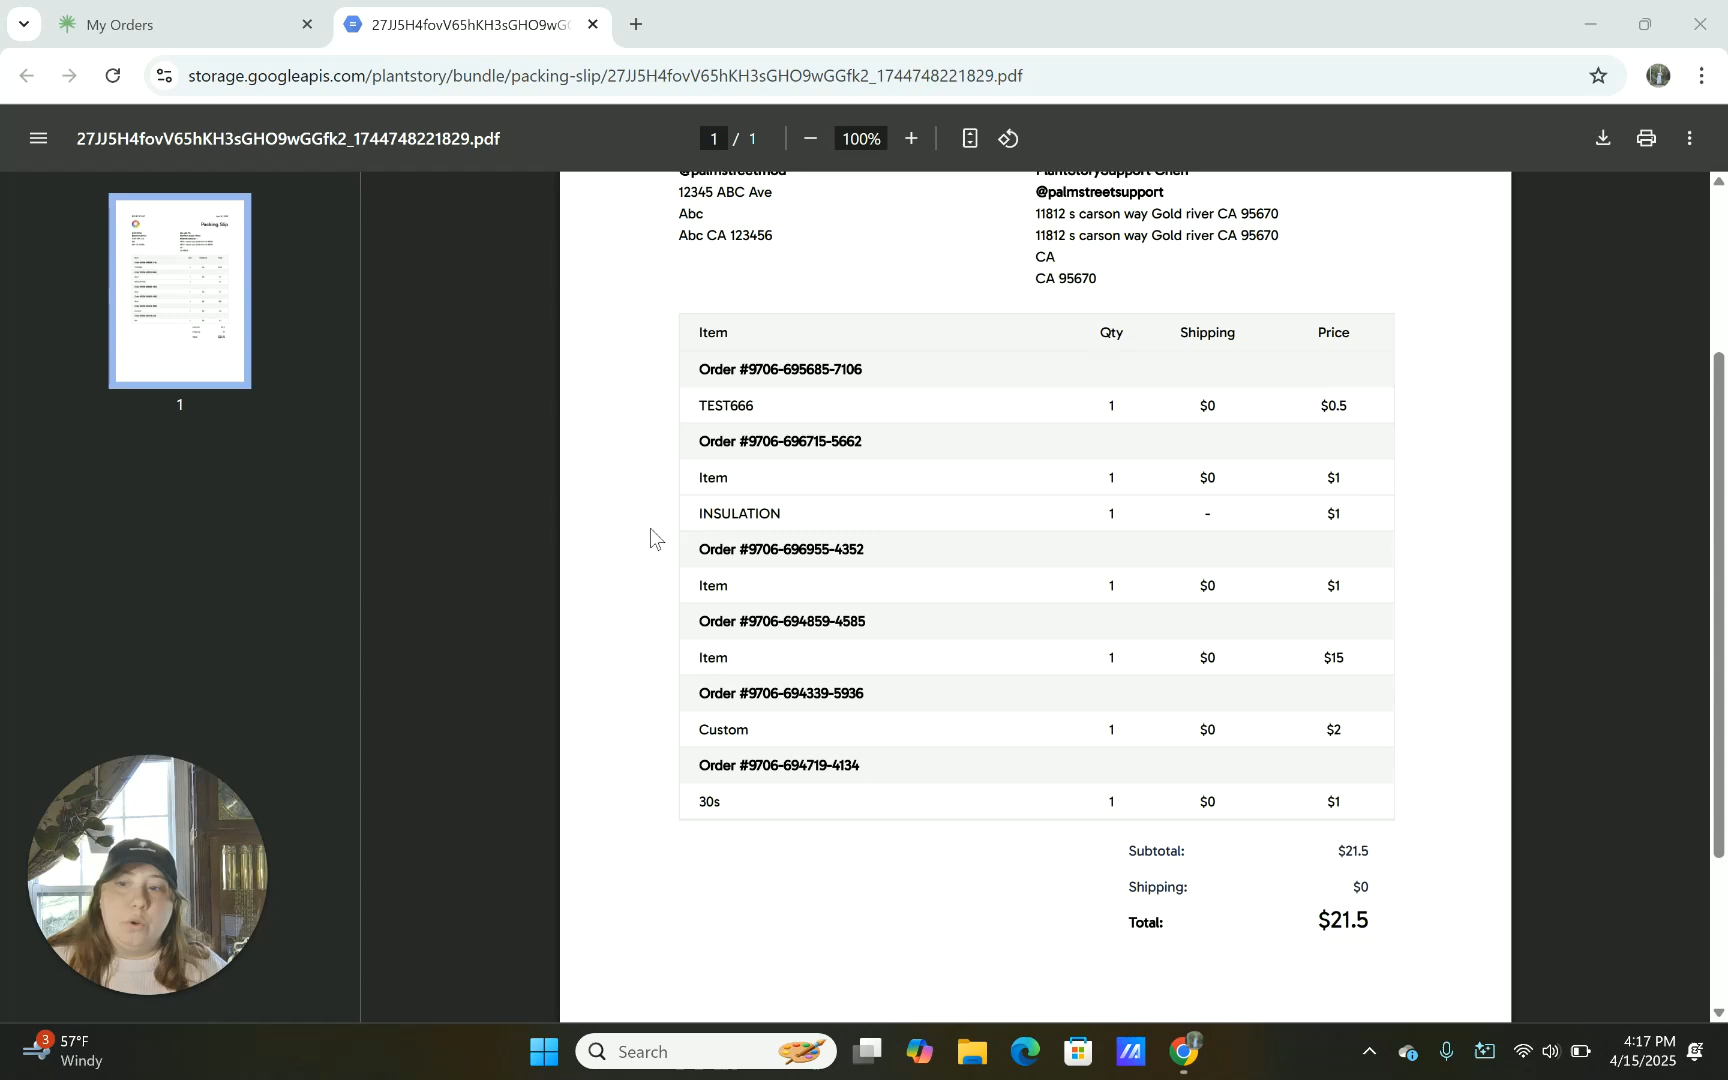 My Orders
27JJ5H4fovV65hKH3sGHO9wG
storage.googleapis.com/plantstory/bundle/packing-slip/27JJ5H4fovV65hKH3sGHO9wGGfk2_1744748221829.pdf
27JJ5H4fovV65hKH3sGHO9wGGfk2_1744748221829.pdf
1 / 1
100%
Packing Slip
1
@palmstreetmod
PlantstorySupport Chen
12345 ABC Ave
@palmstreetsupport
Abc
11812 s carson way Gold river CA 95670
Abc CA 123456
11812 s carson way Gold river CA 95670
CA
CA 95670
Item Qty Shipping Price
Order #9706-695685-7106
TEST666 1 $0 $0.5
Order #9706-696715-5662
Item 1 $0 $1
INSULATION 1 - $1
Order #9706-696955-4352
Item 1 $0 $1
Order #9706-694859-4585
Item 1 $0 $15
Order #9706-694339-5936
Custom 1 $0 $2
Order #9706-694719-4134
30s 1 $0 $1
Subtotal: $21.5
Shipping: $0
Total: $21.5
3
57°F
Windy
Search
4:17 PM
4/15/2025